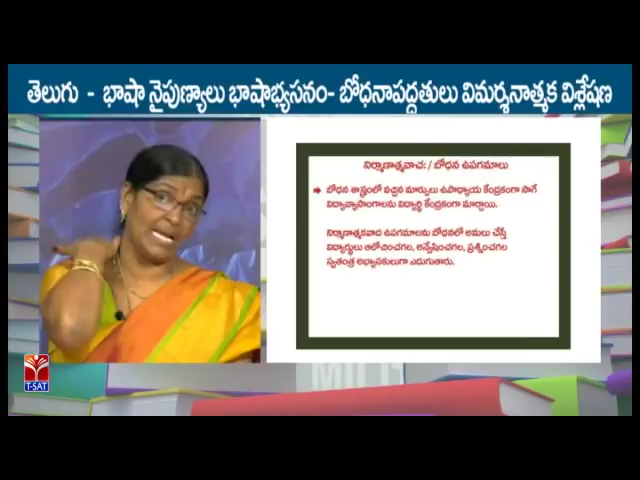 తెలుగు - భాషా నైపుణ్యాలు భాషాభ్యసనం- బోధనాపద్ధతులు విమర్శనాత్మక విశ్లేషణ
నిర్మాణాత్మవాచ: / బోధన ఉపగమాలు
బోధన శాస్త్రంలో వచ్చిన మార్పులు ఉపాధ్యాయ కేంద్రకంగా సాగే
విద్యావ్యాసాంగాలను విద్యార్థి కేంద్రకంగా మార్చాయి.
నిర్మాణాత్మకవాద ఉపగమాలను బోధనలో అమలు చేస్తే
విద్యార్థులు ఆలోచించగల, అన్వేషించగల, ప్రశ్నించగల
స్వతంత్ర అభ్యాసకులుగా ఎదుగుతారు.
T-SAT